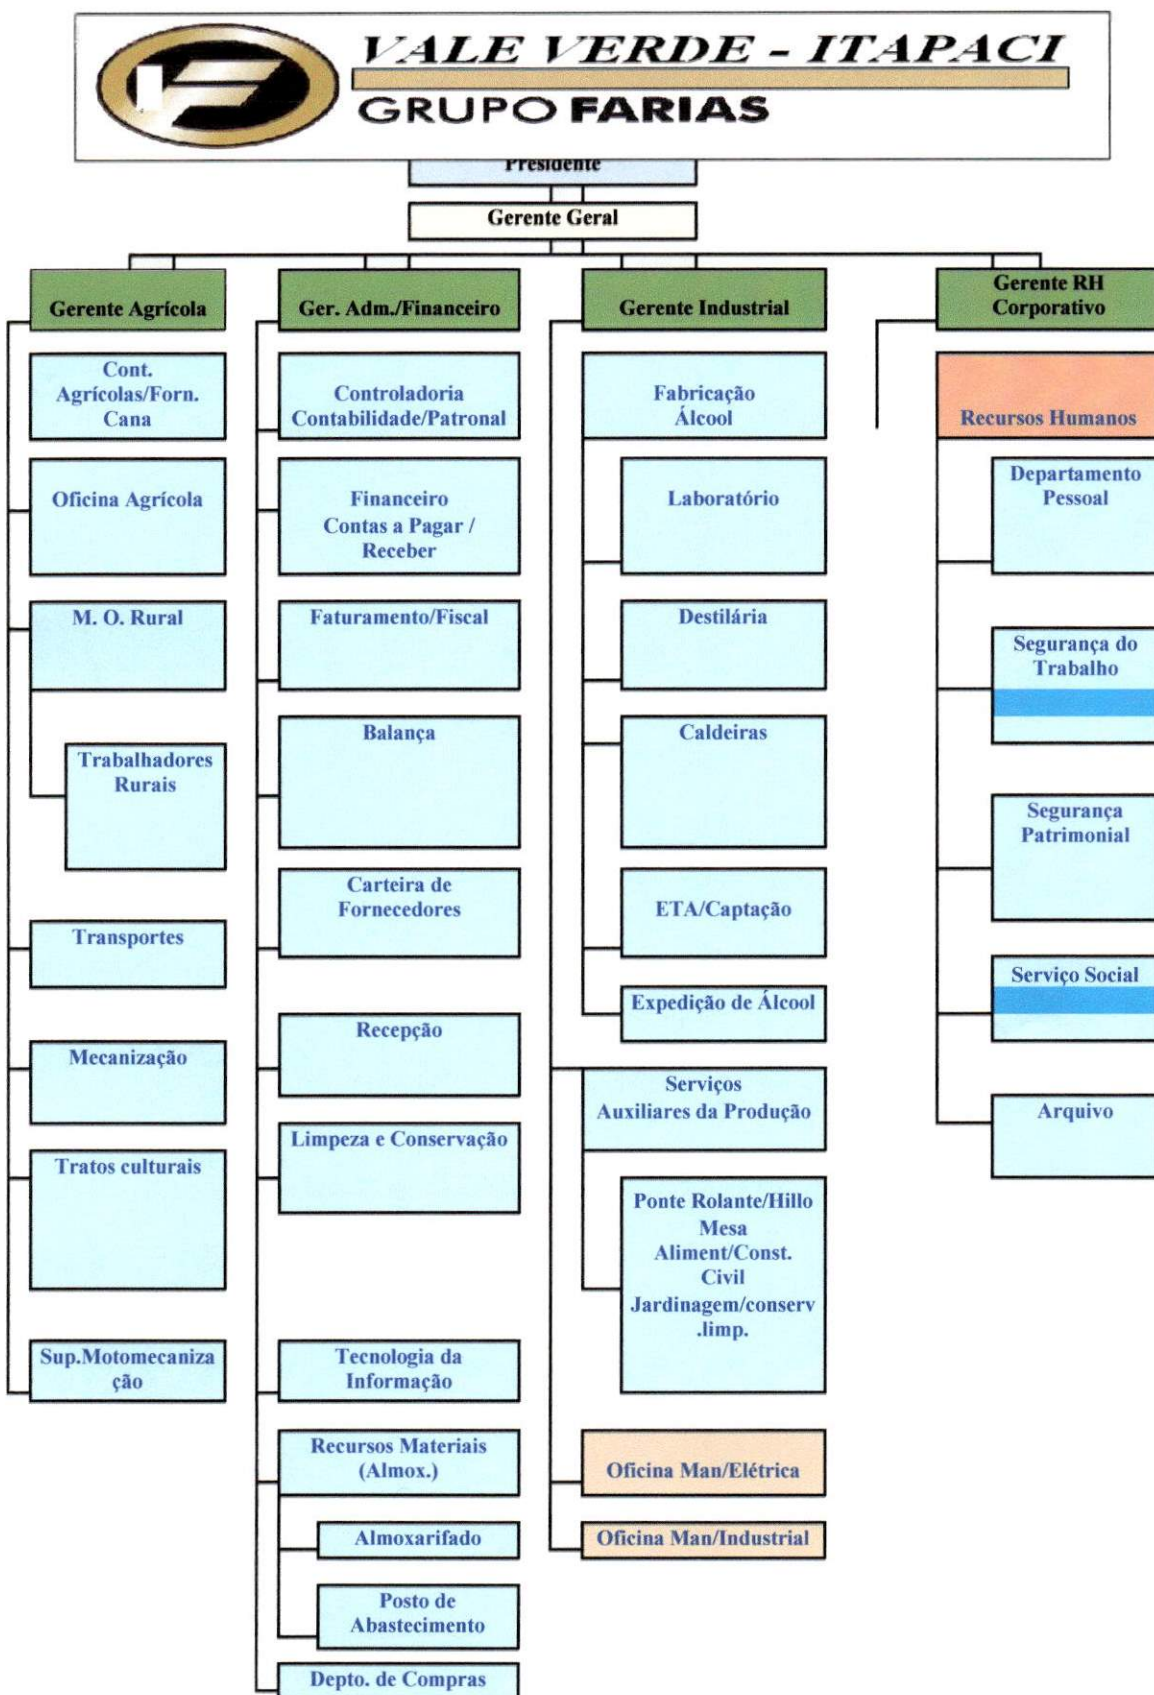 VALE VERDE - ITAPACI
GRUPO FARIAS
Presidente
Gerente Geral
Gerente Agrícola
Cont.
Agrícolas/Forn.
Cana
Oficina Agrícola
M. O. Rural
Trabalhadores
Rurais
Transportes
Mecanização
Tratos culturais
Sup.Motomecaniza
ção
Ger. Adm./Financeiro
Controladoria
Contabilidade/Patronal
Financeiro
Contas a Pagar /
Receber
Faturamento/Fiscal
Balança
Carteira de
Fornecedores
Recepção
Limpeza e Conservação
Tecnologia da
Informação
Recursos Materiais
(Almox.)
Almoxarifado
Posto de
Abastecimento
Depto. de Compras
Gerente Industrial
Fabricação
Álcool
Laboratório
Destilária
Caldeiras
ETA/Captação
Expedição de Álcool
Serviços
Auxiliares da Produção
Ponte Rolante/Hillo
Mesa
Aliment/Const.
Civil
Jardinagem/conserv
.limp.
Oficina Man/Elétrica
Oficina Man/Industrial
Gerente RH
Corporativo
Recursos Humanos
Departamento
Pessoal
Segurança do
Trabalho
Segurança
Patrimonial
Serviço Social
Arquivo